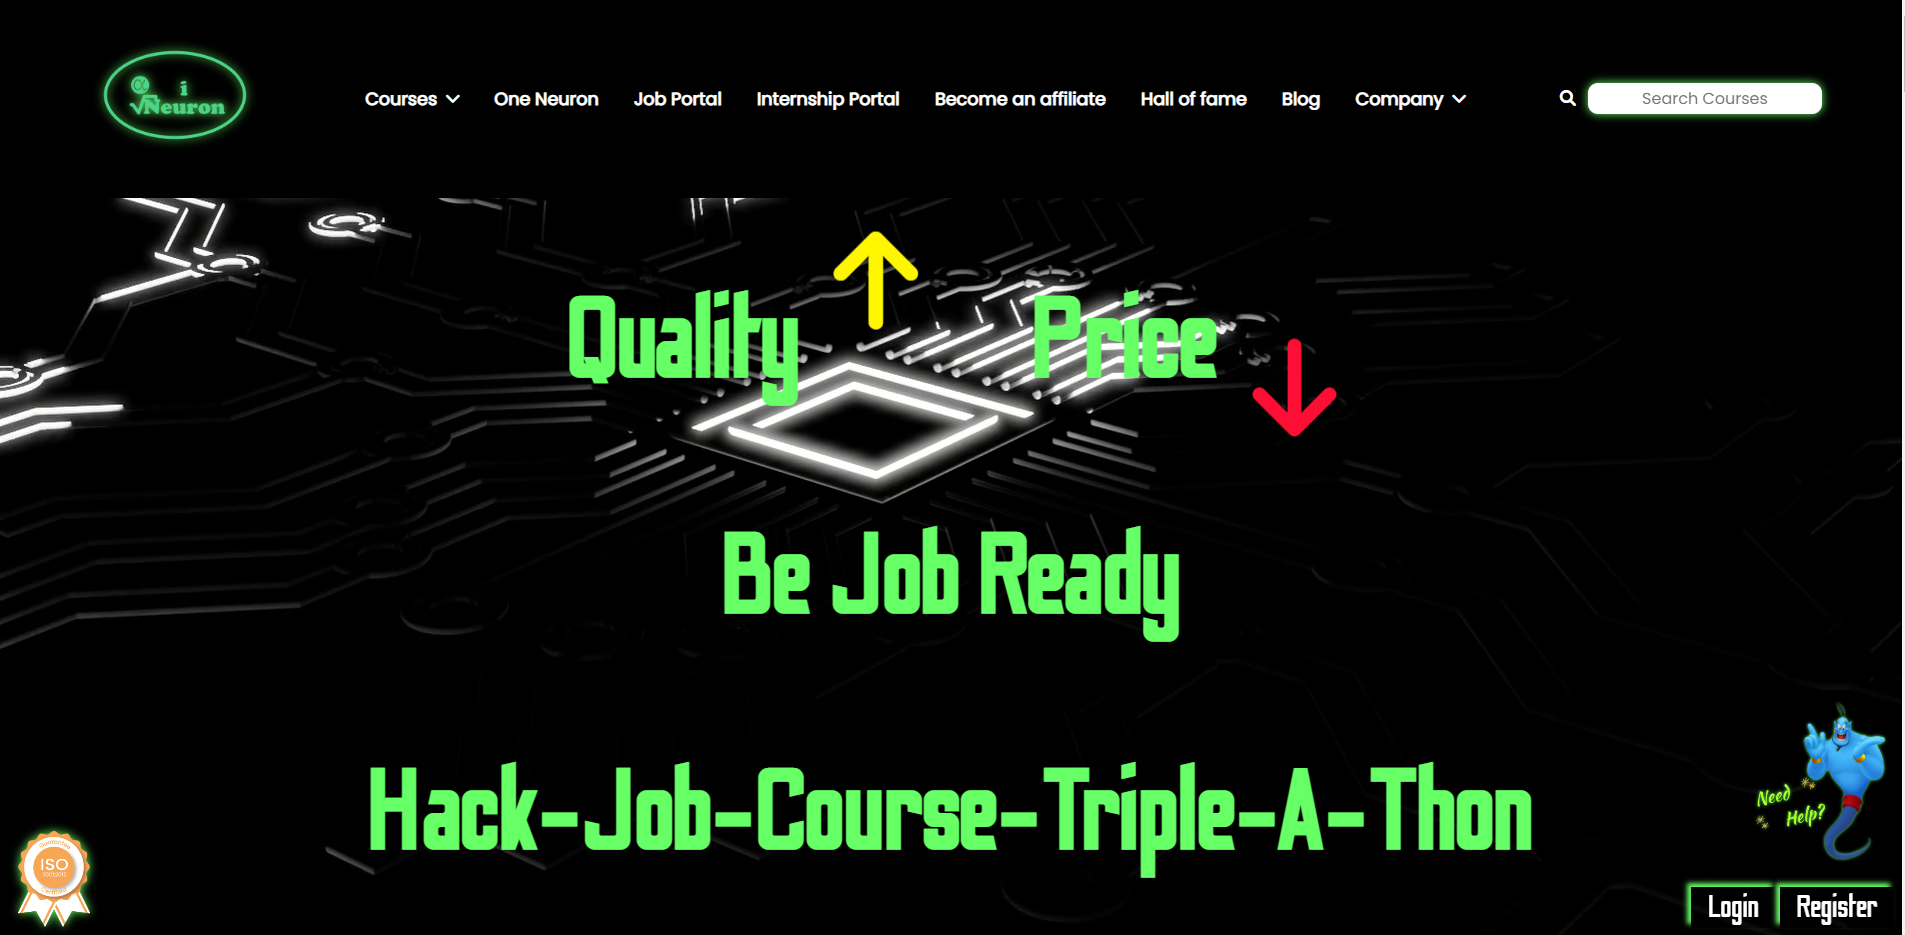 α i
√Neuron
Courses
One Neuron
Job Portal
Internship Portal
Become an affiliate
Hall of fame
Blog
Company
Search Courses
Quality
Price
Be Job Ready
Hack-Job-Course-Triple-A-Thon
Need
Help?
ISO
Login
Register